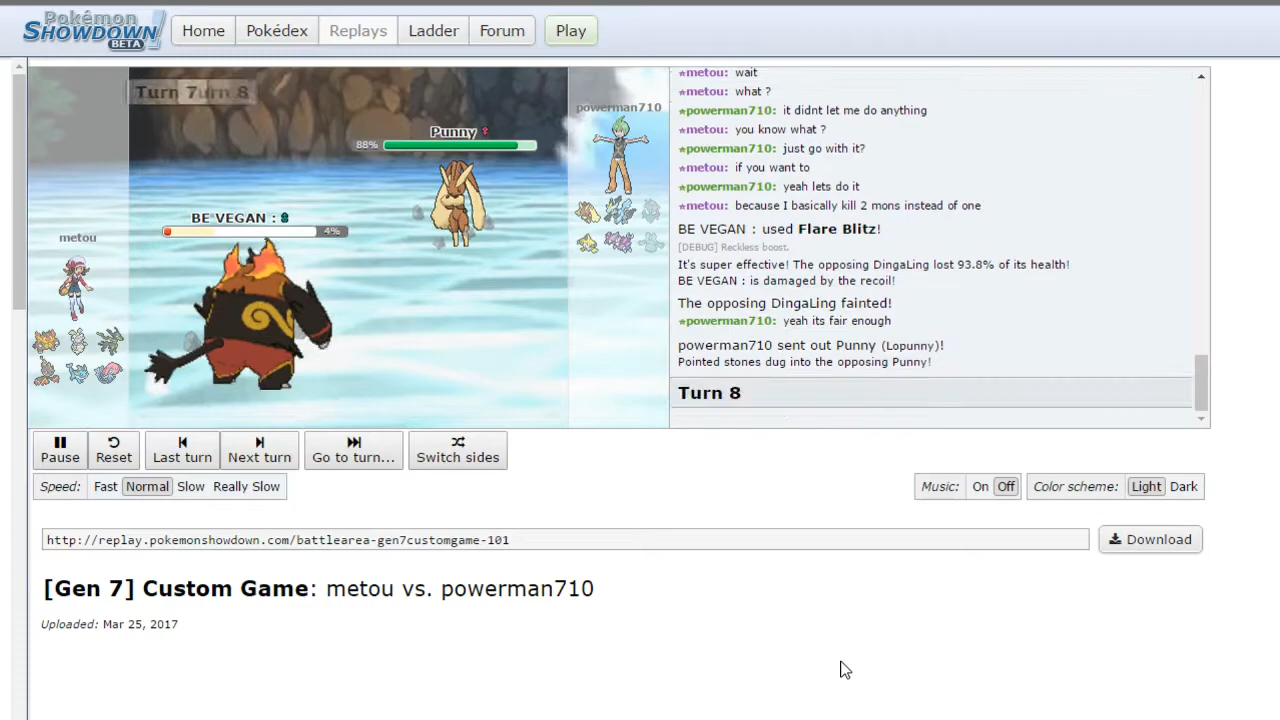 Pokémon
SHOWDOWN!
BETA
Home
Pokédex
Replays
Ladder
Forum
Play
Turn 8
powerman710
Punny
88%
BE VEGAN :
4%
metou
metou: wait
metou: what ?
powerman710: it didnt let me do anything
metou: you know what ?
powerman710: just go with it?
metou: if you want to
powerman710: yeah lets do it
metou: because I basically kill 2 mons instead of one
BE VEGAN : used Flare Blitz!
[DEBUG] Reckless boost.
It's super effective! The opposing DingaLing lost 93.8% of its health!
BE VEGAN : is damaged by the recoil!
The opposing DingaLing fainted!
powerman710: yeah its fair enough
powerman710 sent out Punny (Lopunny)!
Pointed stones dug into the opposing Punny!
Turn 8
Pause
Reset
Last turn
Next turn
Go to turn...
Switch sides
Speed: Fast Normal Slow Really Slow
Music: On Off
Color scheme: Light Dark
http://replay.pokemonshowdown.com/battlearea-gen7customgame-101
Download
[Gen 7] Custom Game: metou vs. powerman710
Uploaded: Mar 25, 2017